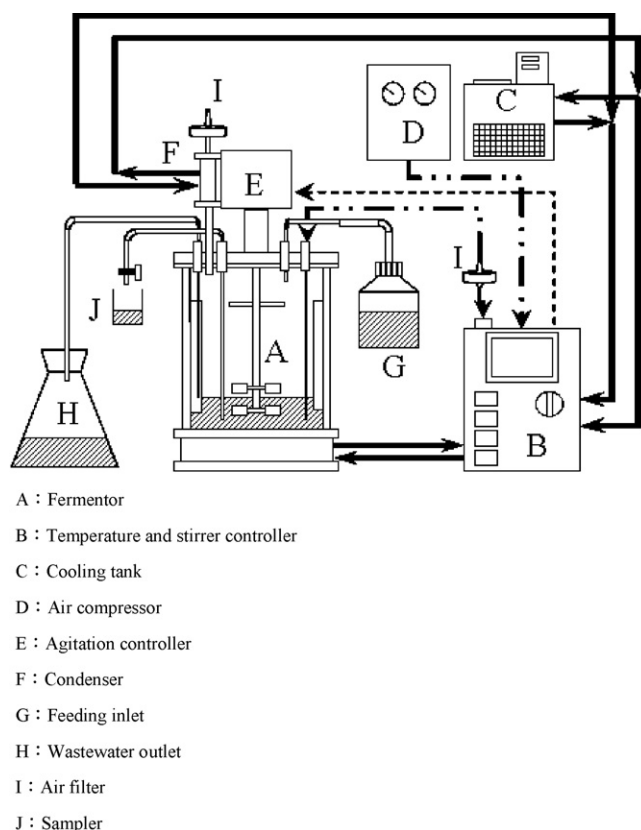 I
C
D
F
E
I
J
A
G
H
B
A：Fermentor
B：Temperature and stirrer controller
C：Cooling tank
D：Air compressor
E：Agitation controller
F：Condenser
G：Feeding inlet
H：Wastewater outlet
I：Air filter
J：Sampler